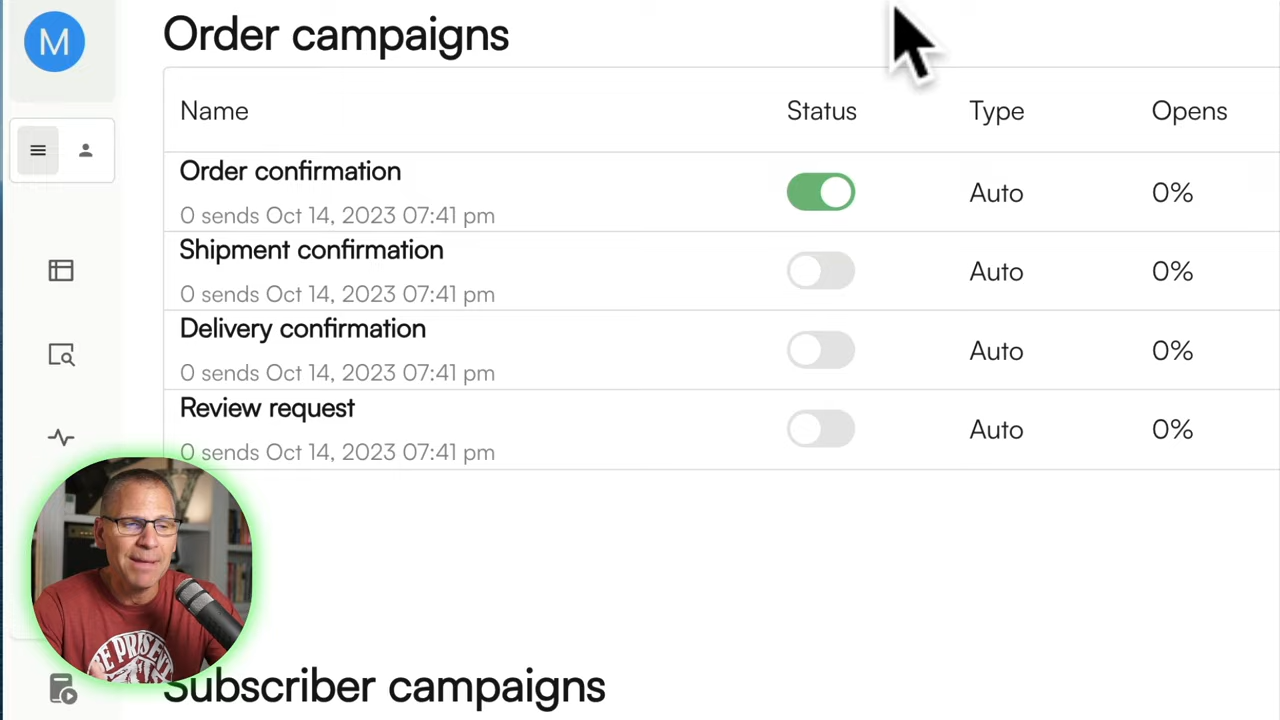 M
Order campaigns
Name Status Type Opens
Order confirmation
0 sends Oct 14, 2023 07:41 pm
Auto 0%
Shipment confirmation
0 sends Oct 14, 2023 07:41 pm
Auto 0%
Delivery confirmation
0 sends Oct 14, 2023 07:41 pm
Auto 0%
Review request
0 sends Oct 14, 2023 07:41 pm
Auto 0%
BE PRESENT
Subscriber campaigns